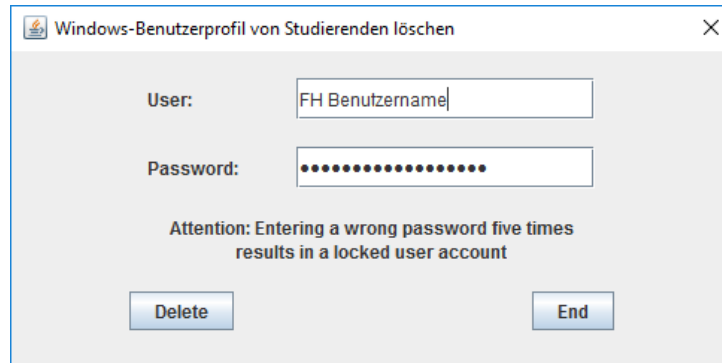 Windows-Benutzerprofil von Studierenden löschen
User: FH Benutzername
Password: ••••••••••••••••••
Attention: Entering a wrong password five times
results in a locked user account
Delete End